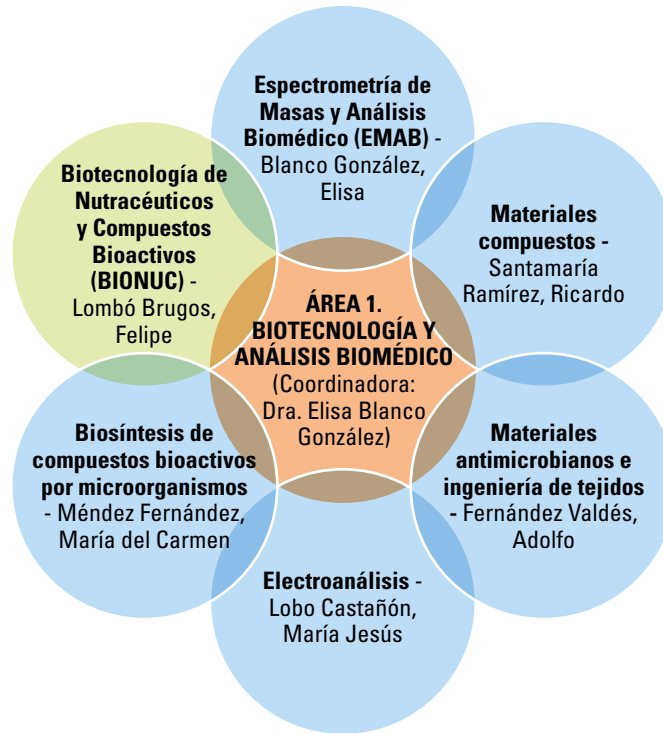 Espectrometría de
Masas y Análisis
Biomédico (EMAB) -
Blanco González,
Elisa
Biotecnología de
Nutracéuticos
y Compuestos
Bioactivos
(BIONUC) -
Lombó Brugos,
Felipe
Materiales
compuestos -
Santamaría
Ramírez, Ricardo
ÁREA 1.
BIOTECNOLOGÍA Y
ANÁLISIS BIOMÉDICO
(Coordinadora:
Dra. Elisa Blanco
González)
Biosíntesis de
compuestos bioactivos
por microorganismos
- Méndez Fernández,
María del Carmen
Materiales
antimicrobianos e
ingeniería de tejidos
- Fernández Valdés,
Adolfo
Electroanálisis -
Lobo Castañón,
María Jesús